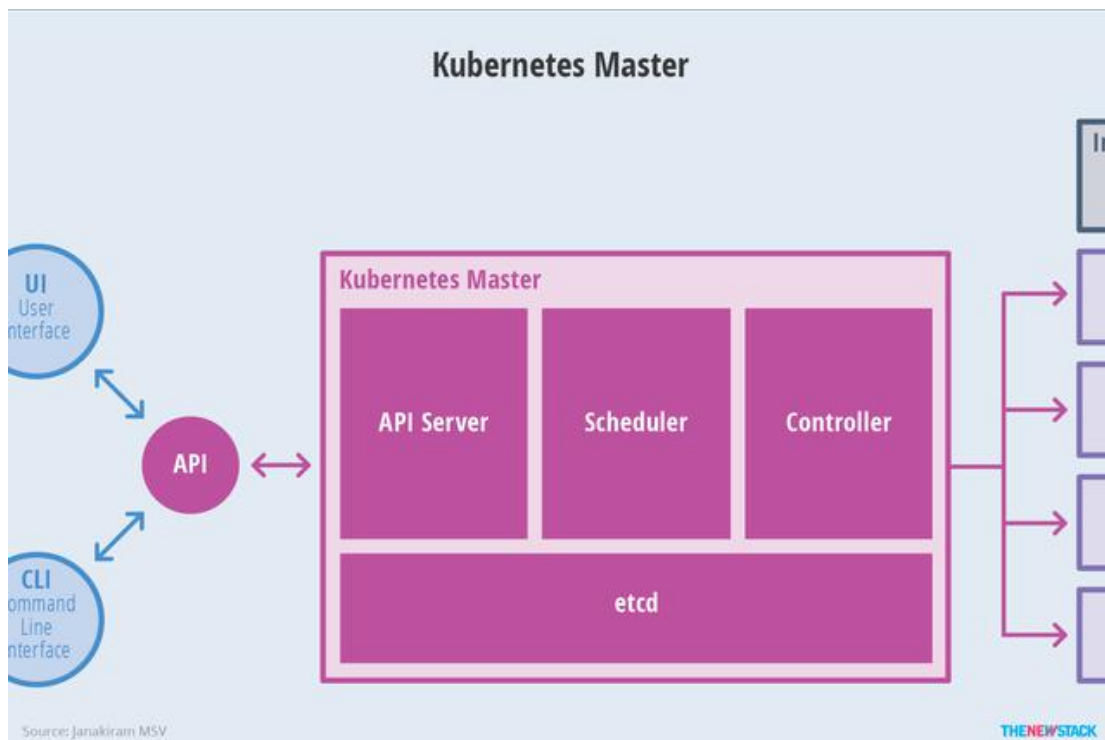 Kubernetes Master
In
UI
User
nterface
Kubernetes Master
API Server
Scheduler
Controller
API
etcd
CLI
ommand
Line
nterface
Source: Janakiram MSV
THENEWSTACK